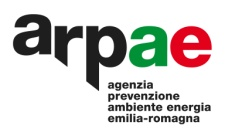 arpae
agenzia
prevenzione
ambiente energia
emilia-romagna